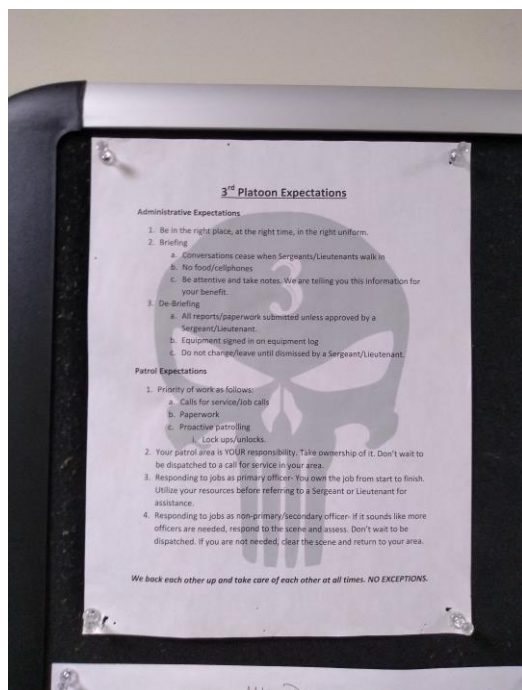 3rd Platoon Expectations
Administrative Expectations
1. Be in the right place, at the right time, in the right uniform.
2. Briefing
a. Conversations cease when Sergeants/Lieutenants walk in
b. No food/cellphones
c. Be attentive and take notes. We are telling you this information for
your benefit.
3
3. De-Briefing
a. All reports/paperwork submitted unless approved by a
Sergeant/Lieutenant.
b. Equipment signed in on equipment log
c. Do not change/leave until dismissed by a Sergeant/Lieutenant.
Patrol Expectations
1. Priority of work as follows:
a. Calls for service/Job calls
b. Paperwork
c. Proactive patrolling
i. Lock ups/unlocks.
2. Your patrol area is YOUR responsibility. Take ownership of it. Don't wait to
be dispatched to a call for service in your area.
3. Responding to jobs as primary officer- You own the job from start to finish.
Utilize your resources before referring to a Sergeant or Lieutenant for
assistance.
4. Responding to jobs as non-primary/secondary officer- If it sounds like more
officers are needed, respond to the scene and assess. Don't wait to be
dispatched. If you are not needed, clear the scene and return to your area.
We back each other up and take care of each other at all times. NO EXCEPTIONS.